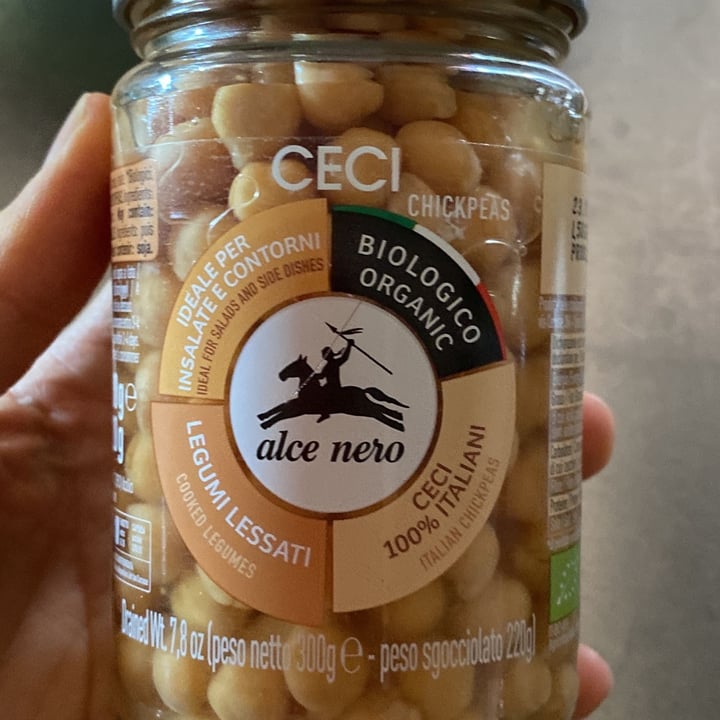 CECI
CHICKPEAS
IDEALE PER
INSALATE E CONTORNI
IDEAL FOR SALADS AND SIDE DISHES
BIOLOGICO
ORGANIC
alce nero
LEGUMI LESSATI
COOKED LEGUMES
CECI
100% ITALIANI
ITALIAN CHICKPEAS
Drained Wt. 7,8 oz (peso netto 300g e - peso sgocciolato 220g)